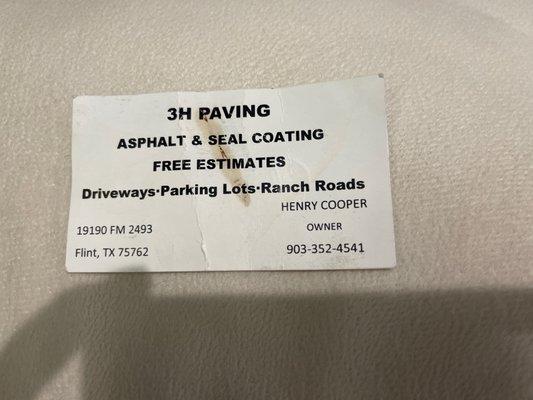 3H PAVING
ASPHALT & SEAL COATING
FREE ESTIMATES
Driveways·Parking Lots·Ranch Roads
HENRY COOPER
19190 FM 2493
OWNER
Flint, TX 75762
903-352-4541